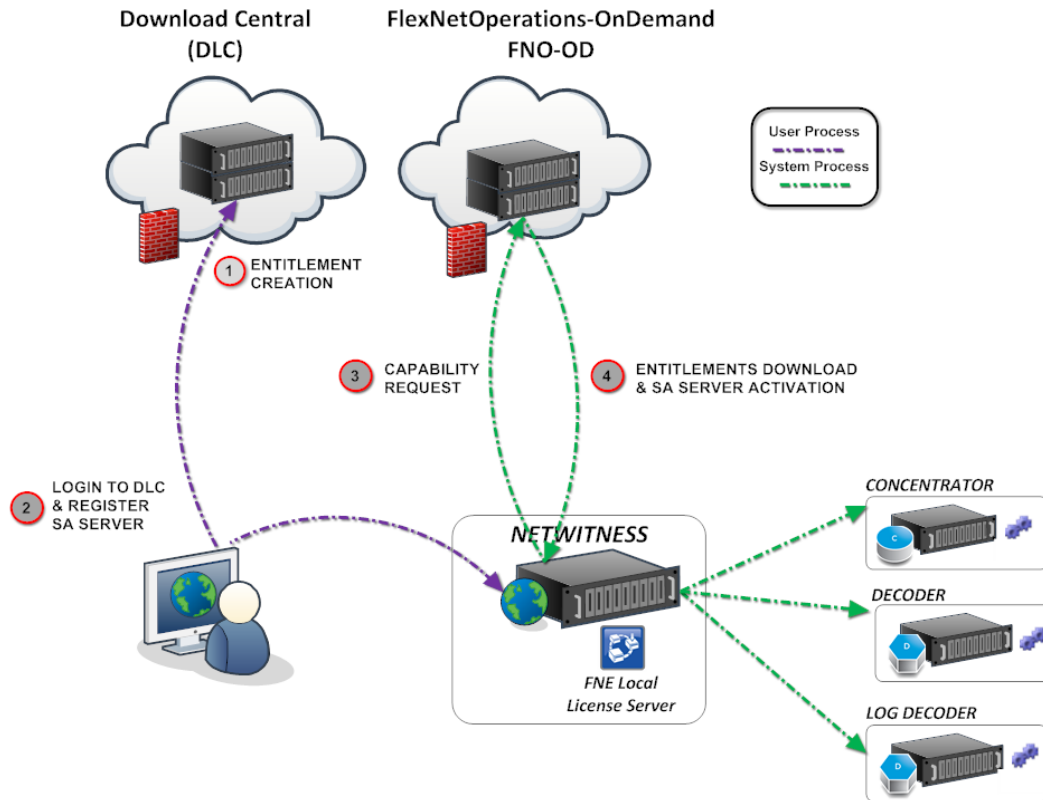 Download Central
(DLC)
FlexNetOperations-OnDemand
FNO-OD
User Process
System Process
1
ENTITLEMENT
CREATION
3
CAPABILITY
REQUEST
4
ENTITLEMENTS DOWNLOAD
& SA SERVER ACTIVATION
2
LOGIN TO DLC
& REGISTER
SA SERVER
NETWITNESS
FNE Local
License Server
CONCENTRATOR
C
DECODER
D
LOG DECODER
D